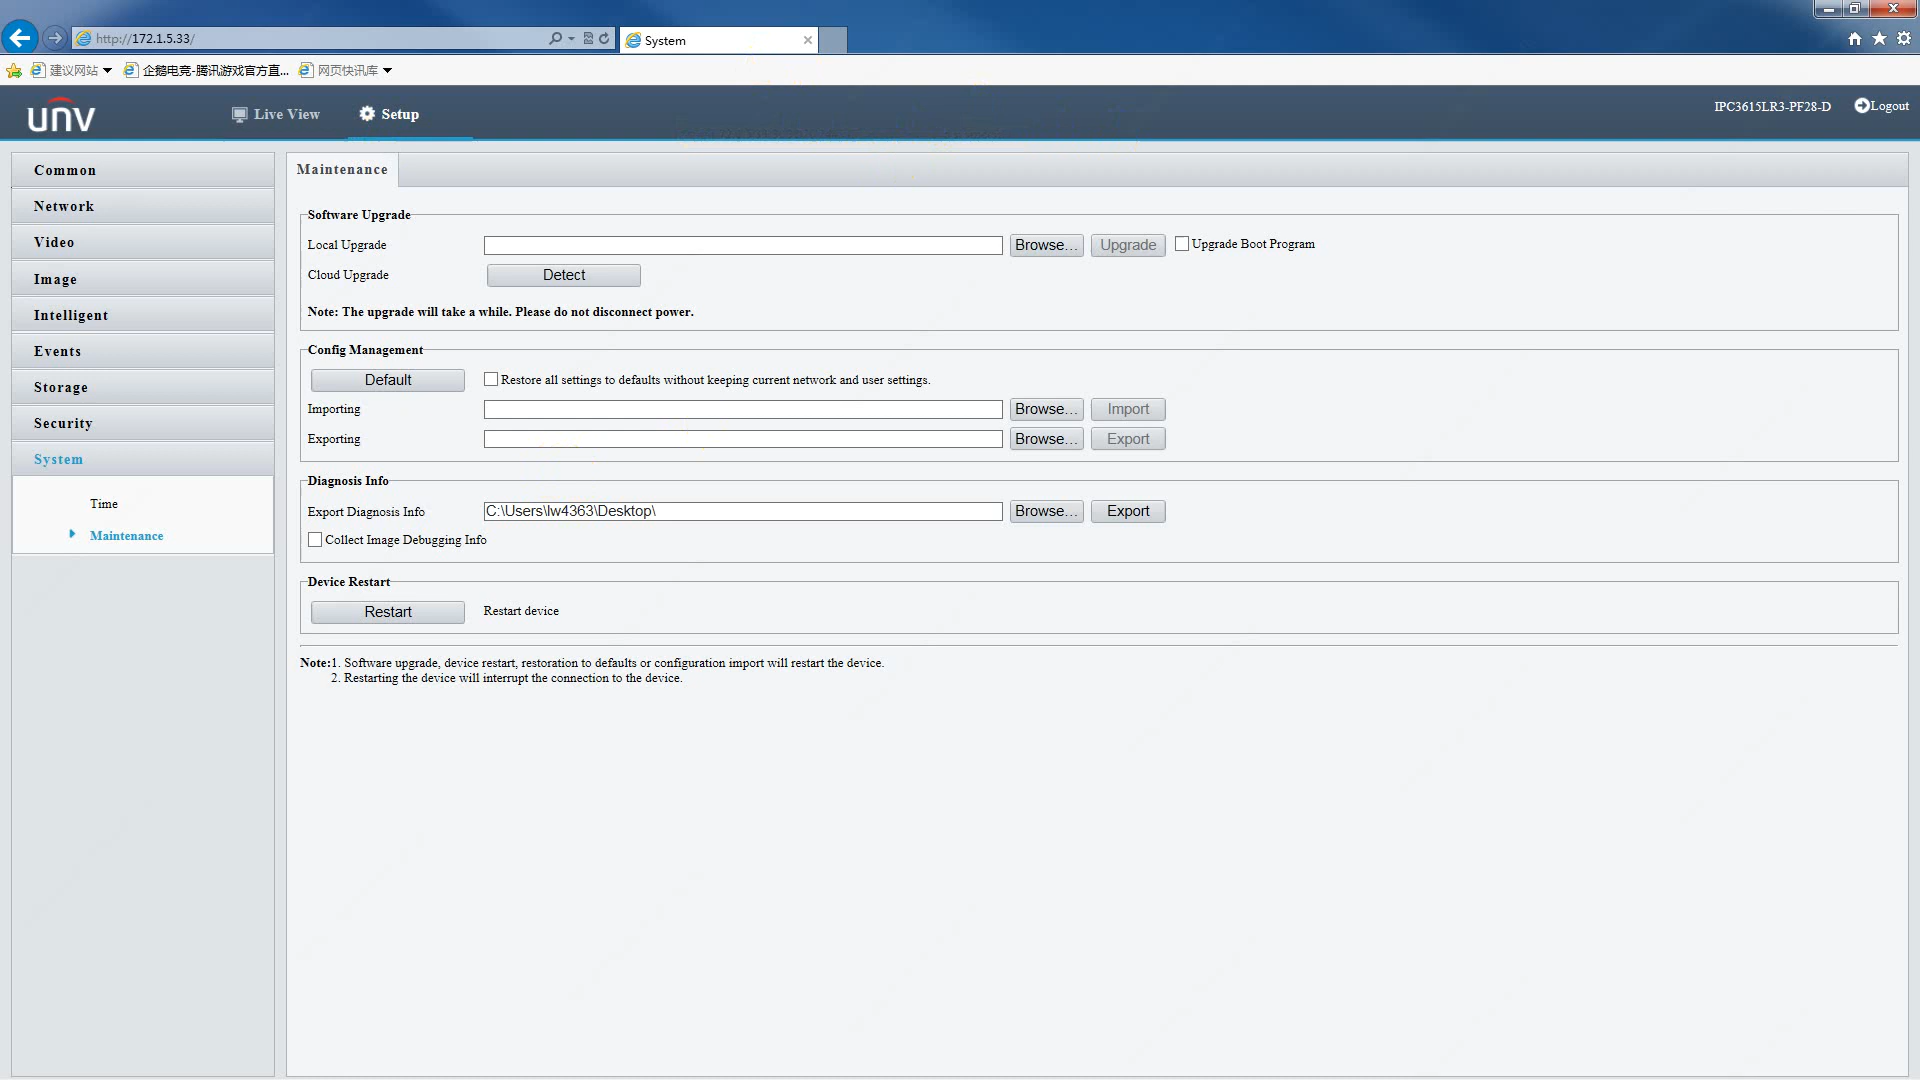 http://172.1.5.33/
System
建议网站
企鹅电竞-腾讯游戏官方直...
网页快讯库
unv
Live View
Setup
IPC3615LR3-PF28-D
Logout
Common
Network
Video
Image
Intelligent
Events
Storage
Security
System
Time
Maintenance
Maintenance
Software Upgrade
Local Upgrade
Browse...
Upgrade
Upgrade Boot Program
Cloud Upgrade
Detect
Note: The upgrade will take a while. Please do not disconnect power.
Config Management
Default
Restore all settings to defaults without keeping current network and user settings.
Importing
Browse...
Import
Exporting
Browse...
Export
Diagnosis Info
Export Diagnosis Info
C:\Users\lw4363\Desktop\
Browse...
Export
Collect Image Debugging Info
Device Restart
Restart
Restart device
Note:1. Software upgrade, device restart, restoration to defaults or configuration import will restart the device.
2. Restarting the device will interrupt the connection to the device.